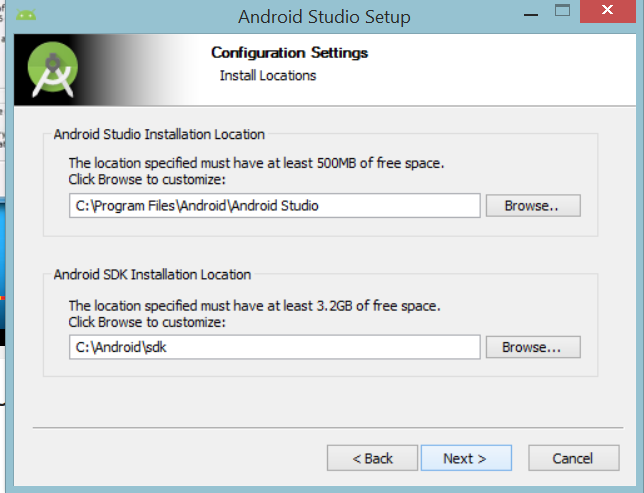 Android Studio Setup
Configuration Settings
Install Locations
Android Studio Installation Location
The location specified must have at least 500MB of free space.
Click Browse to customize:
C:\Program Files\Android\Android Studio
Browse..
Android SDK Installation Location
The location specified must have at least 3.2GB of free space.
Click Browse to customize:
C:\Android\sdk
Browse...
< Back
Next >
Cancel